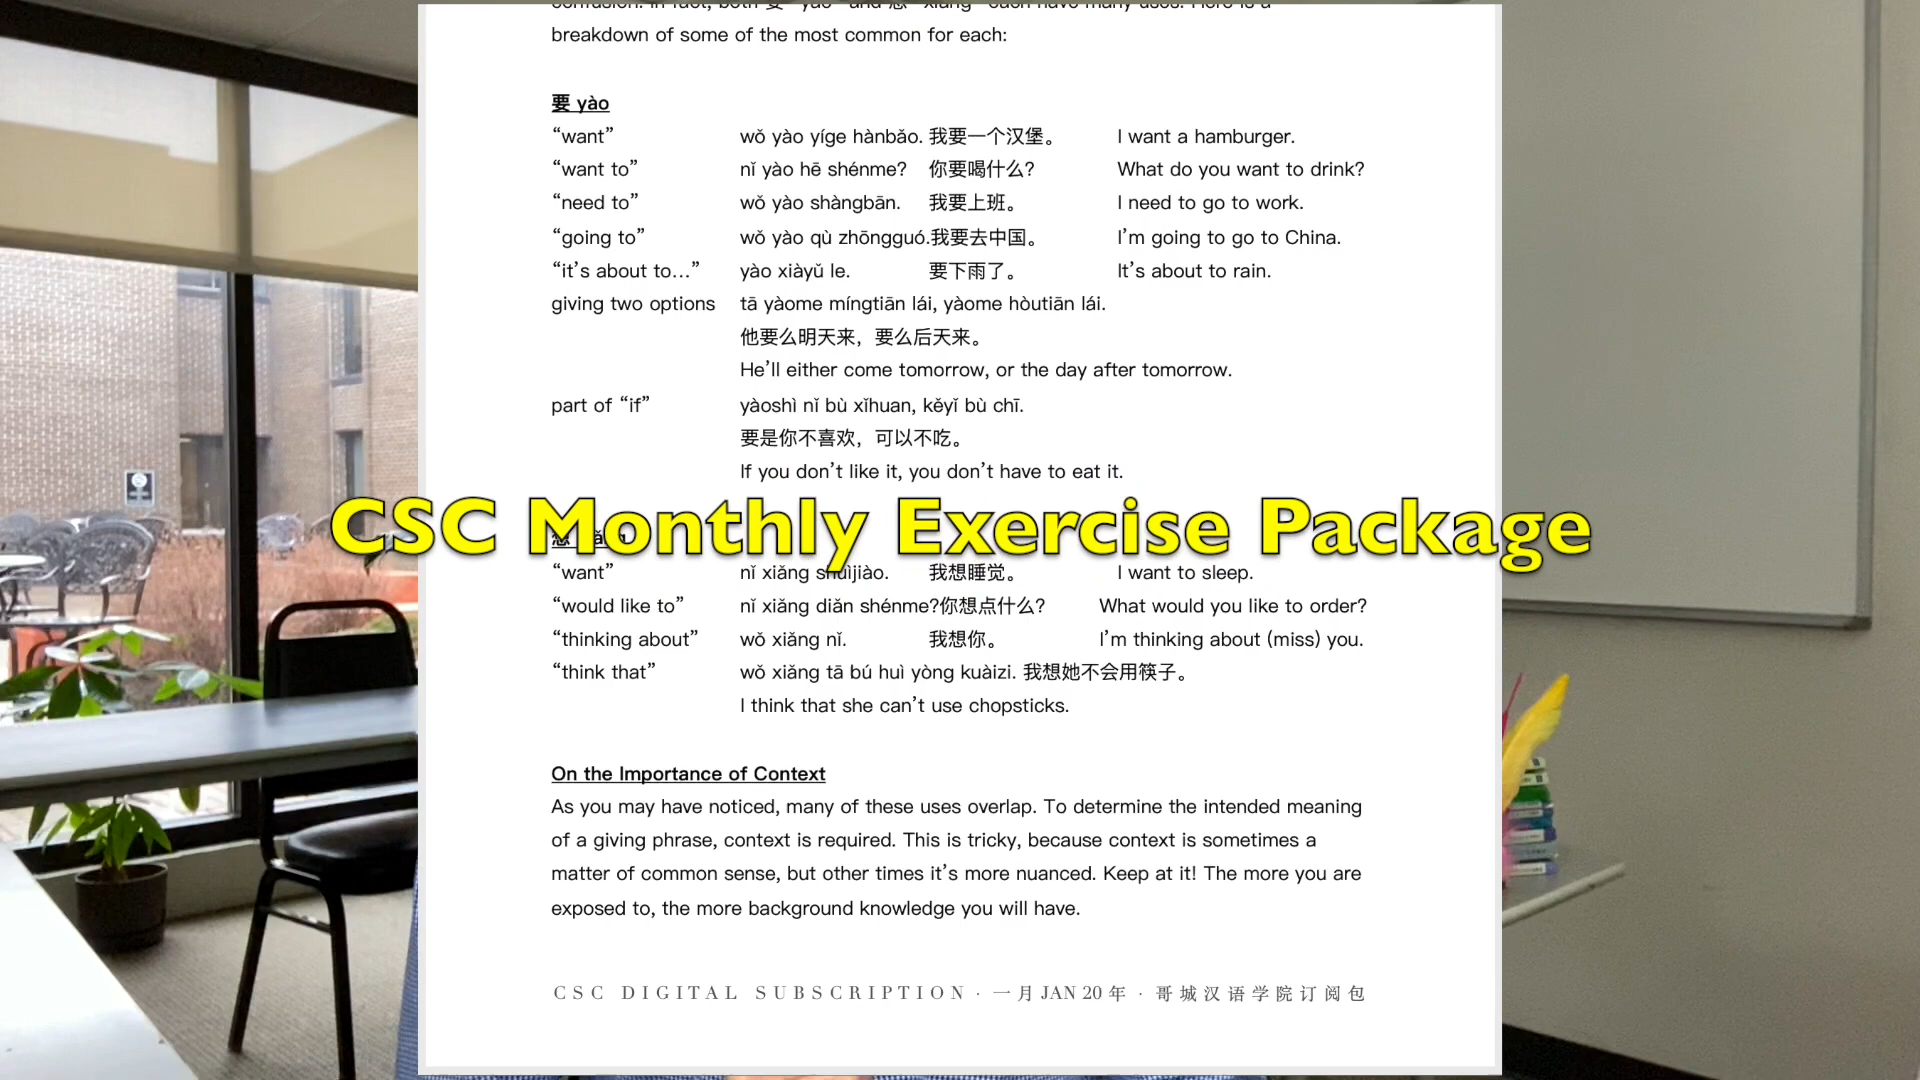 breakdown of some of the most common for each:
要 yào
“want” wǒ yào yíge hànbǎo. 我要一个汉堡。 I want a hamburger.
“want to” nǐ yào hē shénme? 你要喝什么? What do you want to drink?
“need to” wǒ yào shàngbān. 我要上班。 I need to go to work.
“going to” wǒ yào qù zhōngguó.我要去中国。 I’m going to go to China.
“it’s about to…” yào xiàyǔ le. 要下雨了。 It’s about to rain.
giving two options tā yàome míngtiān lái, yàome hòutiān lái.
他要么明天来，要么后天来。
He’ll either come tomorrow, or the day after tomorrow.
part of “if” yàoshì nǐ bù xǐhuan, kěyǐ bù chī.
要是你不喜欢，可以不吃。
If you don’t like it, you don’t have to eat it.
CSC Monthly Exercise Package
“want” nǐ xiǎng shuìjiào. 我想睡觉。 I want to sleep.
“would like to” nǐ xiǎng diǎn shénme?你想点什么? What would you like to order?
“thinking about” wǒ xiǎng nǐ. 我想你。 I’m thinking about (miss) you.
“think that” wǒ xiǎng tā bú huì yòng kuàizi. 我想她不会用筷子。
I think that she can’t use chopsticks.
On the Importance of Context
As you may have noticed, many of these uses overlap. To determine the intended meaning
of a giving phrase, context is required. This is tricky, because context is sometimes a
matter of common sense, but other times it’s more nuanced. Keep at it! The more you are
exposed to, the more background knowledge you will have.
CSC DIGITAL SUBSCRIPTION · 一月 JAN 20 年 · 哥城汉语学院订阅包